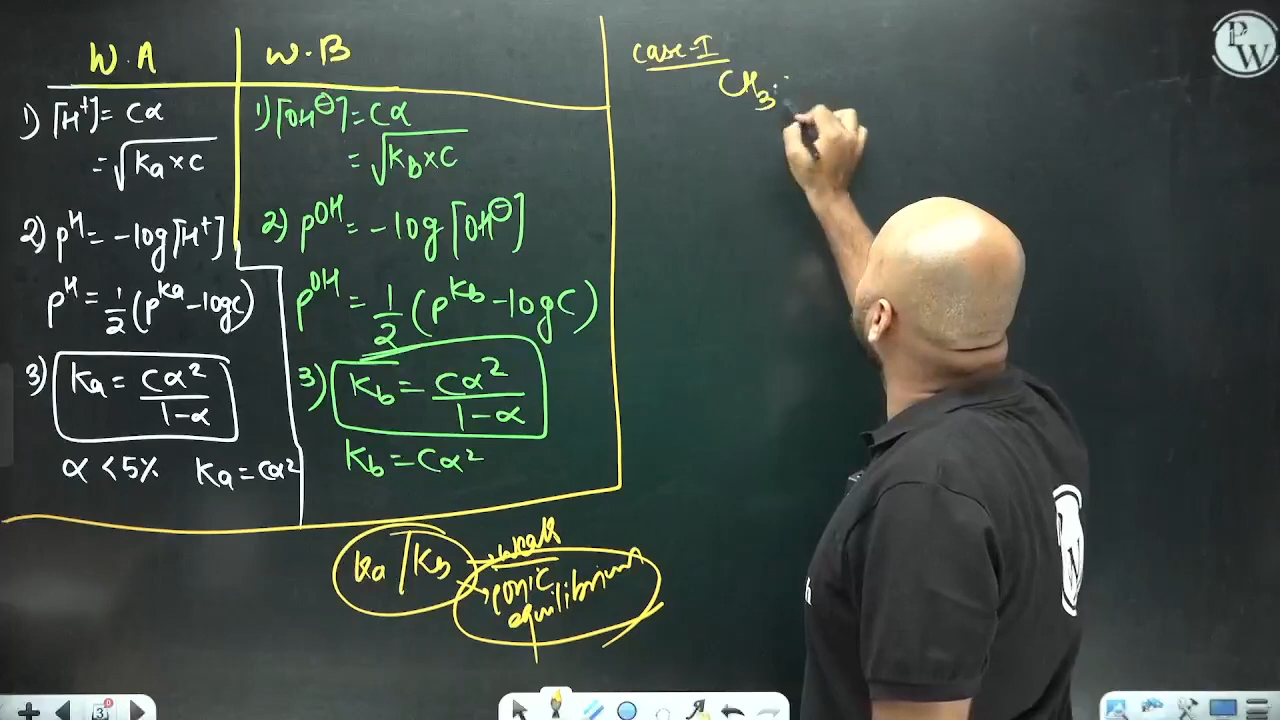 W.A
1) [H⁺] = Cα
= √Ka × C
2) pᴴ = -log[H⁺]
pᴴ = 1/2 (pᴷᵃ - logC)
3) Ka = Cα²/1-α
α < 5% Ka = Cα²
W.B
1) [OH⊖] = Cα
= √Kb × C
2) pᴼᴴ = -log[OH⊖]
pᴼᴴ = 1/2 (pᴷᵇ - logC)
3) Kb = Cα²/1-α
Kb = Cα²
Ka/Kb → weak
→ ionic
equilibrium
Case-I
CH₃
PW
3